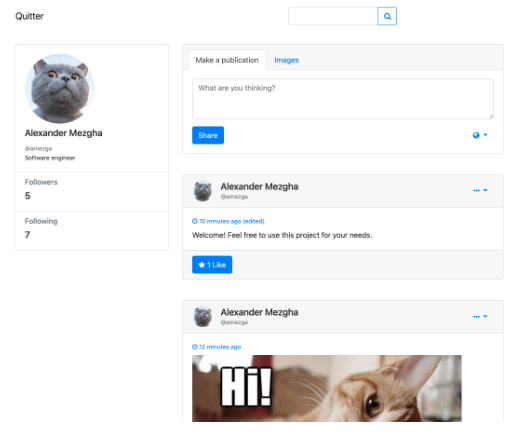 Quitter
Alexander Mezgha
@amezga
Software engineer
Followers
5
Following
7
Make a publication Images
What are you thinking?
Share
Alexander Mezgha
@amezga
10 minutes ago (edited)
Welcome! Feel free to use this project for your needs.
1 Like
Alexander Mezgha
@amezga
12 minutes ago
Hi!